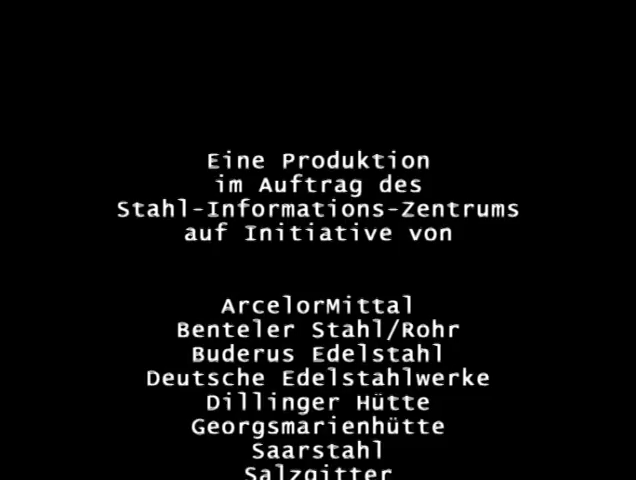 Eine Produktion
im Auftrag des
Stahl-Informations-Zentrums
auf Initiative von
ArcelorMittal
Benteler Stahl/Rohr
Buderus Edelstahl
Deutsche Edelstahlwerke
Dillinger Hütte
Georgsmarienhütte
Saarstahl
Salzgitter